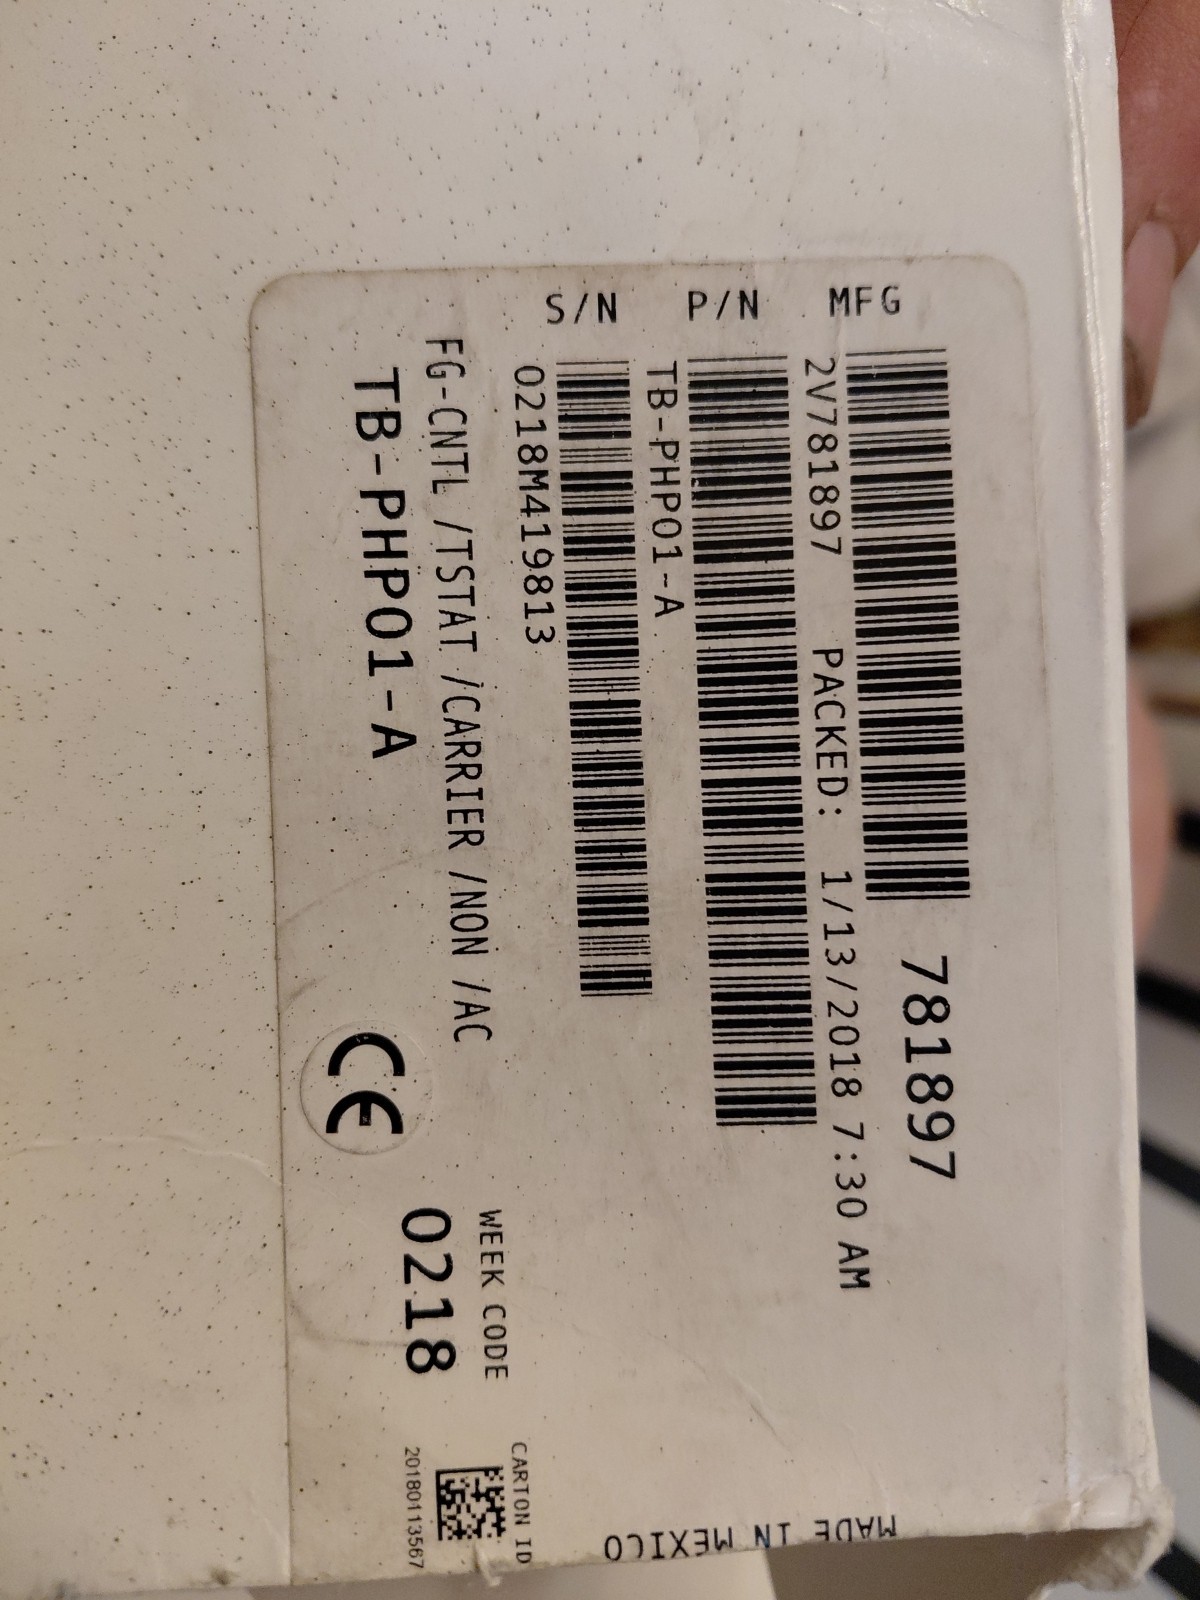 MFG 781897
2V781897 PACKED: 1/13/2018 7:30 AM
P/N
TB-PHP01-A
S/N
0218M419813
FG-CNTL /TSTAT /CARRIER /NON /AC
TB-PHP01-A
CE
WEEK CODE
0218
CARTON ID
20180113567
MADE IN MEXICO